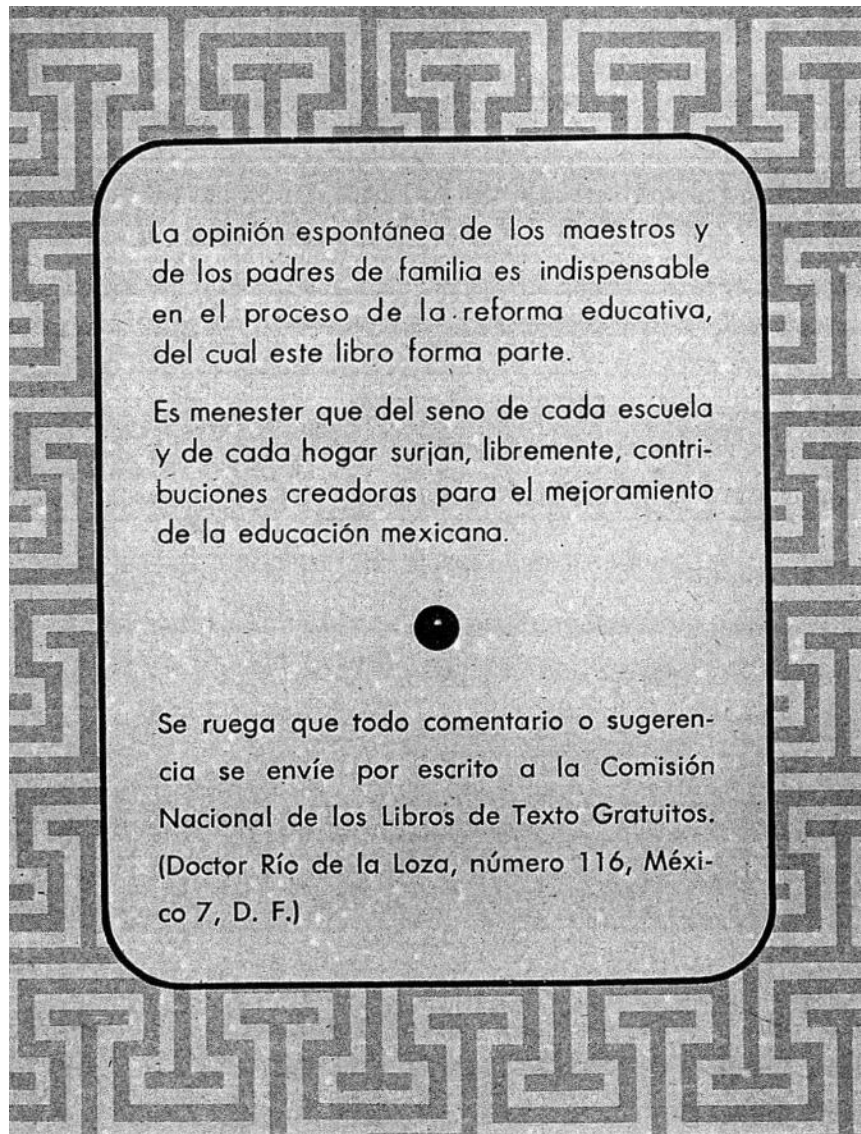 La opinión espontánea de los maestros y
de los padres de familia es indispensable
en el proceso de la reforma educativa,
del cual este libro forma parte.
Es menester que del seno de cada escuela
y de cada hogar surjan, libremente, contri-
buciones creadoras para el mejoramiento
de la educación mexicana.
Se ruega que todo comentario o sugeren-
cia se envíe por escrito a la Comisión
Nacional de los Libros de Texto Gratuitos.
(Doctor Río de la Loza, número 116, Méxi-
co 7, D. F.)